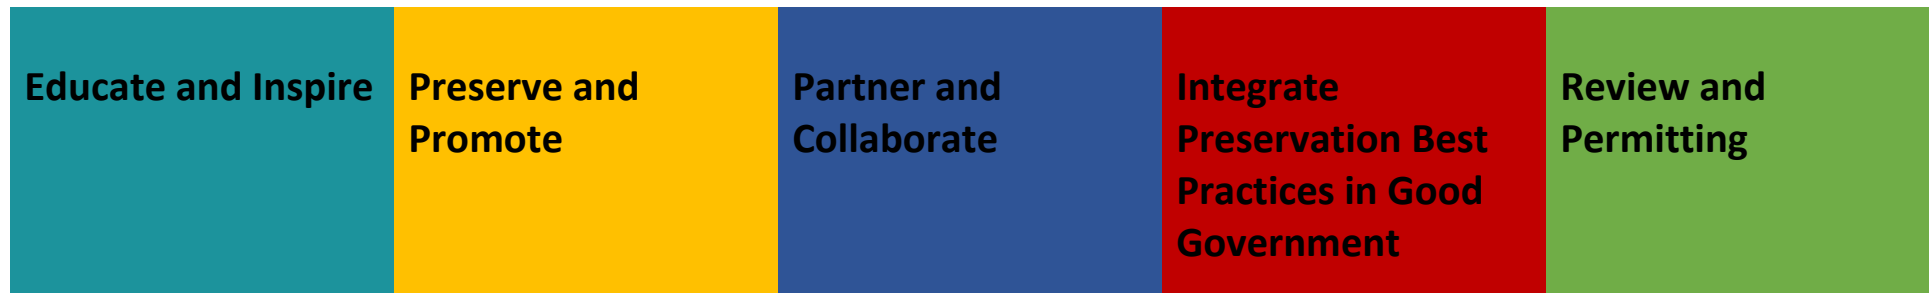 Educate and Inspire
Preserve and
Promote
Partner and
Collaborate
Integrate
Preservation Best
Practices in Good
Government
Review and
Permitting